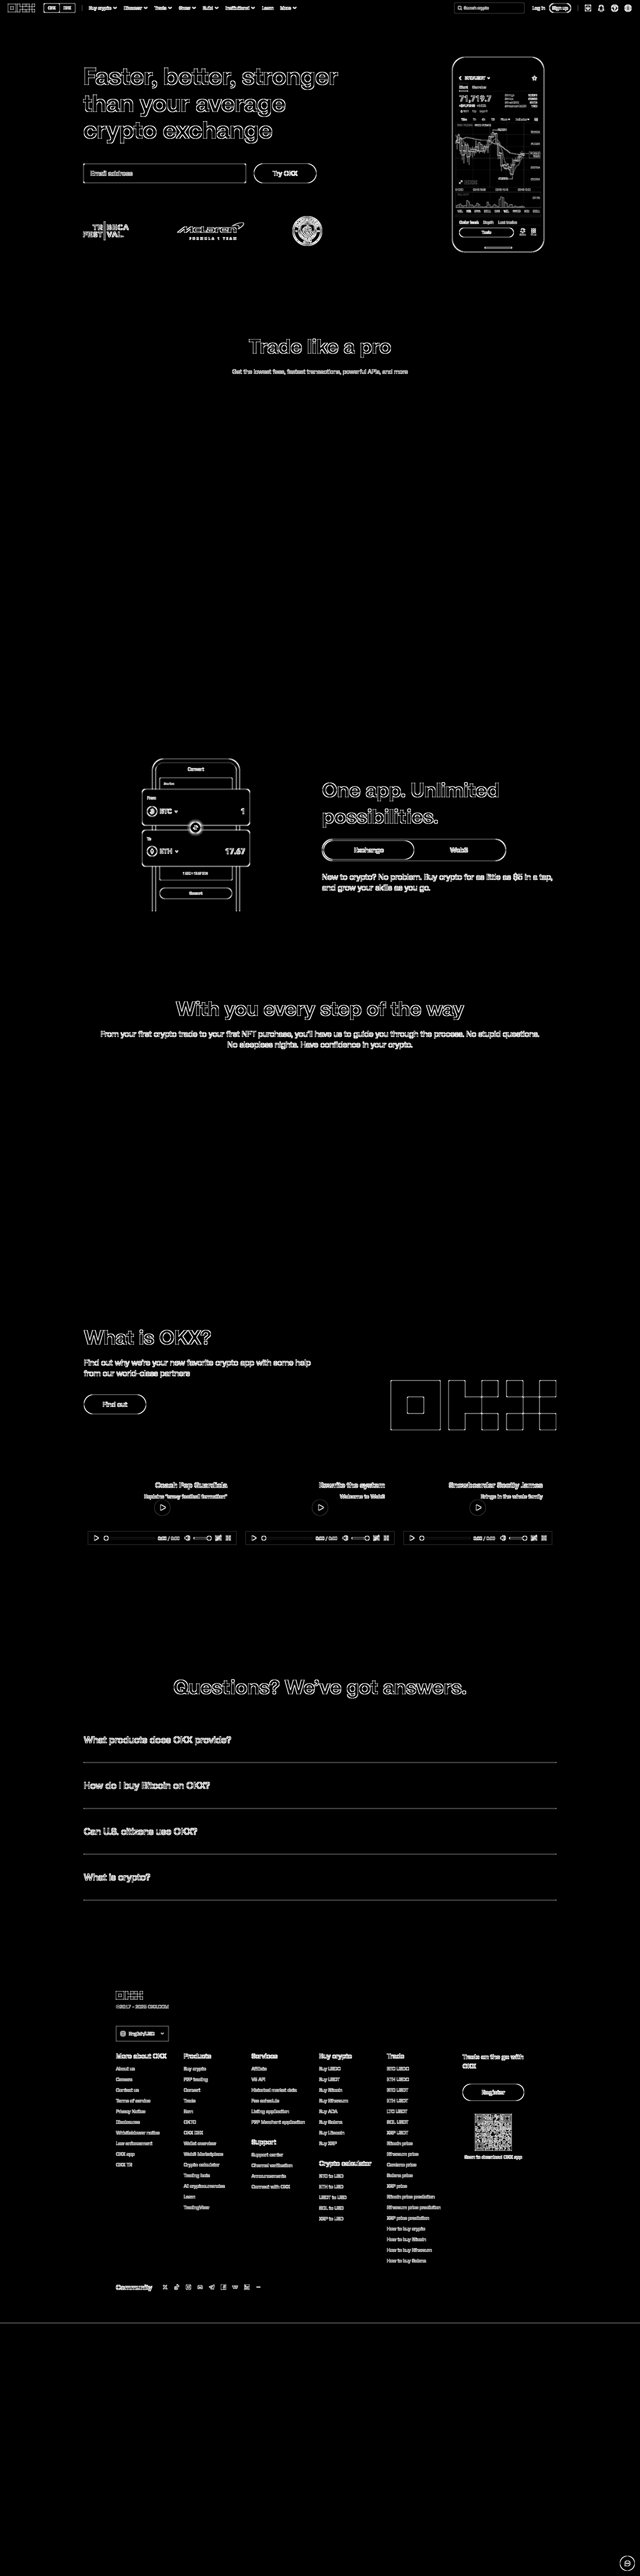 OKX
Buy crypto
Discover
Trade
Grow
Build
Institutional
Learn
More
Search crypto
Log in
Sign up
Faster, better, stronger
than your average
crypto exchange
Email address
Try OKX
TRIBECA
FESTIVAL
McLaren
FORMULA 1 TEAM
71,719.7
Trade
Trade like a pro
Get the lowest fees, fastest transactions, powerful APIs, and more
Convert
From
BTC
1
To
ETH
17.67
Convert
One app. Unlimited
possibilities.
Exchange
Web3
New to crypto? No problem. Buy crypto for as little as $5 in a tap,
and grow your skills as you go.
With you every step of the way
From your first crypto trade to your first NFT purchase, you'll have us to guide you through the process. No stupid questions.
No sleepless nights. Have confidence in your crypto.
What is OKX?
Find out why we're your new favorite crypto app with some help
from our world-class partners
Find out
OKX
Coach Pep Guardiola
Explains "crazy football formation"
Rewrite the system
Welcome to Web3
Snowboarder Scotty James
Brings in the whole family
0:00 / 0:00
0:00 / 0:00
0:00 / 0:00
Questions? We've got answers.
What products does OKX provide?
How do I buy Bitcoin on OKX?
Can U.S. citizens use OKX?
What is crypto?
OKX
English/USD
More about OKX
About us
Careers
Contact us
Terms of service
Privacy Notice
Disclosures
Whistleblower notice
Law enforcement
OKX app
OKX TR
Products
Buy crypto
P2P trading
Convert
Trade
Earn
OKTC
OKX DEX
Wallet overview
Web3 Marketplace
Crypto calculator
Trading bots
All cryptocurrencies
Learn
TradingView
Services
Affiliate
V5 API
Historical market data
Fee schedule
Listing application
P2P Merchant application
Support
Support center
Channel verification
Announcements
Connect with OKX
Buy crypto
Buy USDC
Buy USDT
Buy Bitcoin
Buy Ethereum
Buy ADA
Buy Solana
Buy Litecoin
Buy XRP
Crypto calculator
BTC to USD
ETH to USD
USDT to USD
SOL to USD
XRP to USD
Trade
BTC USDC
ETH USDC
BTC USDT
ETH USDT
LTC USDT
SOL USDT
XRP USDT
Bitcoin price
Ethereum price
Cardano price
Solana price
XRP price
Bitcoin price prediction
Ethereum price prediction
XRP price prediction
How to buy crypto
How to buy Bitcoin
How to buy Ethereum
How to buy Solana
Trade on the go with
OKX
Register
Scan to download OKX app
Community